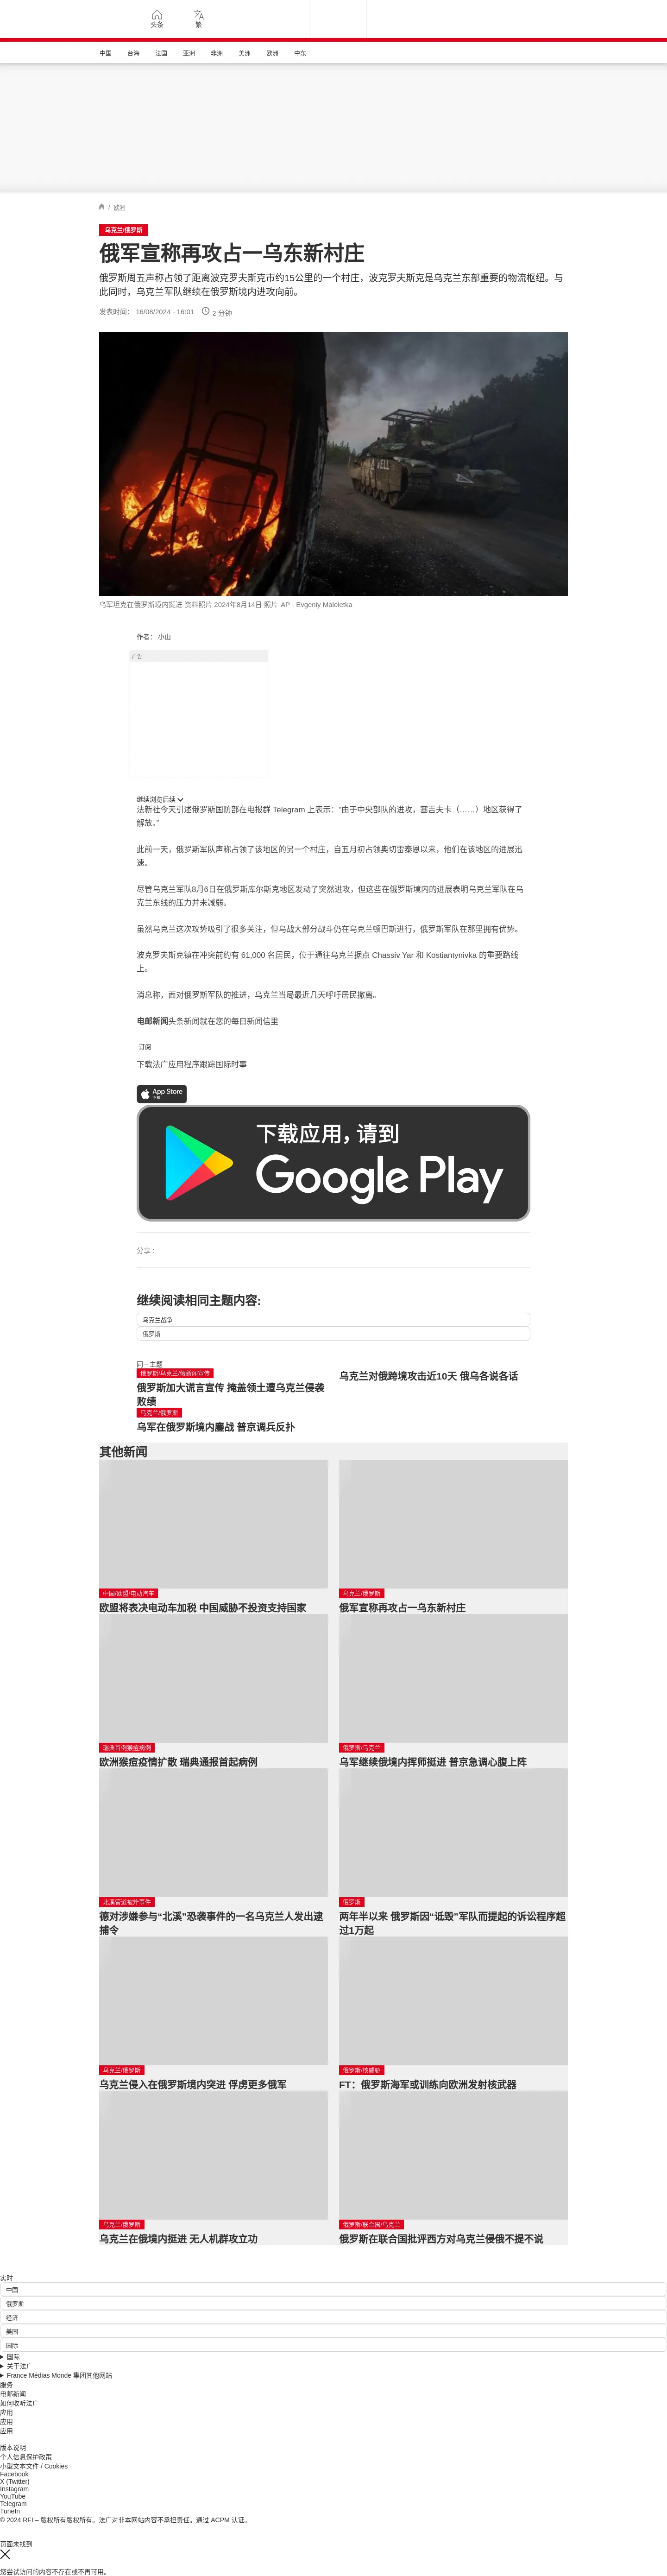 头条
繁
中国
台海
法国
亚洲
非洲
美洲
欧洲
中东
/ 欧洲
乌克兰/俄罗斯
俄军宣称再攻占一乌东新村庄
俄罗斯周五声称占领了距离波克罗夫斯克市约15公里的一个村庄，波克罗夫斯克是乌克兰东部重要的物流枢纽。与
此同时，乌克兰军队继续在俄罗斯境内进攻向前。
发表时间： 16/08/2024 - 16:01
2 分钟
乌军坦克在俄罗斯境内挺进 资料照片 2024年8月14日 照片 AP - Evgeniy Maloletka
作者： 小山
广告
继续浏览后续
法新社今天引述俄罗斯国防部在电报群 Telegram 上表示：“由于中央部队的进攻，塞吉夫卡（……）地区获得了
解放。”
此前一天，俄罗斯军队声称占领了该地区的另一个村庄，自五月初占领奥切雷泰恩以来，他们在该地区的进展迅
速。
尽管乌克兰军队8月6日在俄罗斯库尔斯克地区发动了突然进攻，但这些在俄罗斯境内的进展表明乌克兰军队在乌
克兰东线的压力并未减弱。
虽然乌克兰这次攻势吸引了很多关注，但乌战大部分战斗仍在乌克兰顿巴斯进行，俄罗斯军队在那里拥有优势。
波克罗夫斯克镇在冲突前约有 61,000 名居民，位于通往乌克兰据点 Chassiv Yar 和 Kostiantynivka 的重要路线
上。
消息称，面对俄罗斯军队的推进，乌克兰当局最近几天呼吁居民撤离。
电邮新闻头条新闻就在您的每日新闻信里
订阅
下载法广应用程序跟踪国际时事
App Store
下载
下载应用，请到
Google Play
分享 :
继续阅读相同主题内容:
乌克兰战争
俄罗斯
同一主题
俄罗斯/乌克兰/假新闻宣传
俄罗斯加大谎言宣传 掩盖领土遭乌克兰侵袭
败绩
乌克兰对俄跨境攻击近10天 俄乌各说各话
乌克兰/俄罗斯
乌军在俄罗斯境内鏖战 普京调兵反扑
其他新闻
中国/欧盟/电动汽车
欧盟将表决电动车加税 中国威胁不投资支持国家
乌克兰/俄罗斯
俄军宣称再攻占一乌东新村庄
瑞典首例猴痘病例
欧洲猴痘疫情扩散 瑞典通报首起病例
俄罗斯/乌克兰
乌军继续俄境内挥师挺进 普京急调心腹上阵
北溪管道被炸事件
德对涉嫌参与“北溪”恐袭事件的一名乌克兰人发出逮
捕令
俄罗斯
两年半以来 俄罗斯因“诋毁”军队而提起的诉讼程序超
过1万起
乌克兰/俄罗斯
乌克兰侵入在俄罗斯境内突进 俘虏更多俄军
俄罗斯/核威胁
FT：俄罗斯海军或训练向欧洲发射核武器
乌克兰/俄罗斯
乌克兰在俄境内挺进 无人机群攻立功
俄罗斯/联合国/乌克兰
俄罗斯在联合国批评西方对乌克兰侵俄不提不说
实时
中国
俄罗斯
经济
美国
国际
国际
关于法广
France Médias Monde 集团其他网站
服务
电邮新闻
如何收听法广
应用
应用
应用
版本说明
个人信息保护政策
小型文本文件 / Cookies
Facebook
X (Twitter)
Instagram
YouTube
Telegram
TuneIn
© 2024 RFI – 版权所有版权所有。法广对非本网站内容不承担责任。通过 ACPM 认证。
页面未找到
您尝试访问的内容不存在或不再可用。